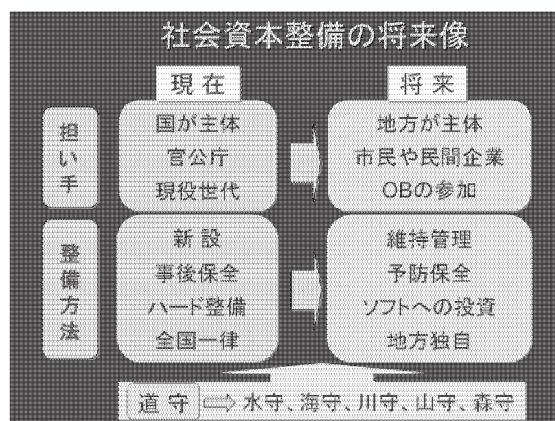 社会資本整備の将来像
現在
将来
担い手
国が主体
官公庁
現役世代
地方が主体
市民や民間企業
OBの参加
整備方法
新設
事後保全
ハード整備
全国一律
維持管理
予防保全
ソフトへの投資
地方独自
道守⇨水守、海守、川守、山守、森守